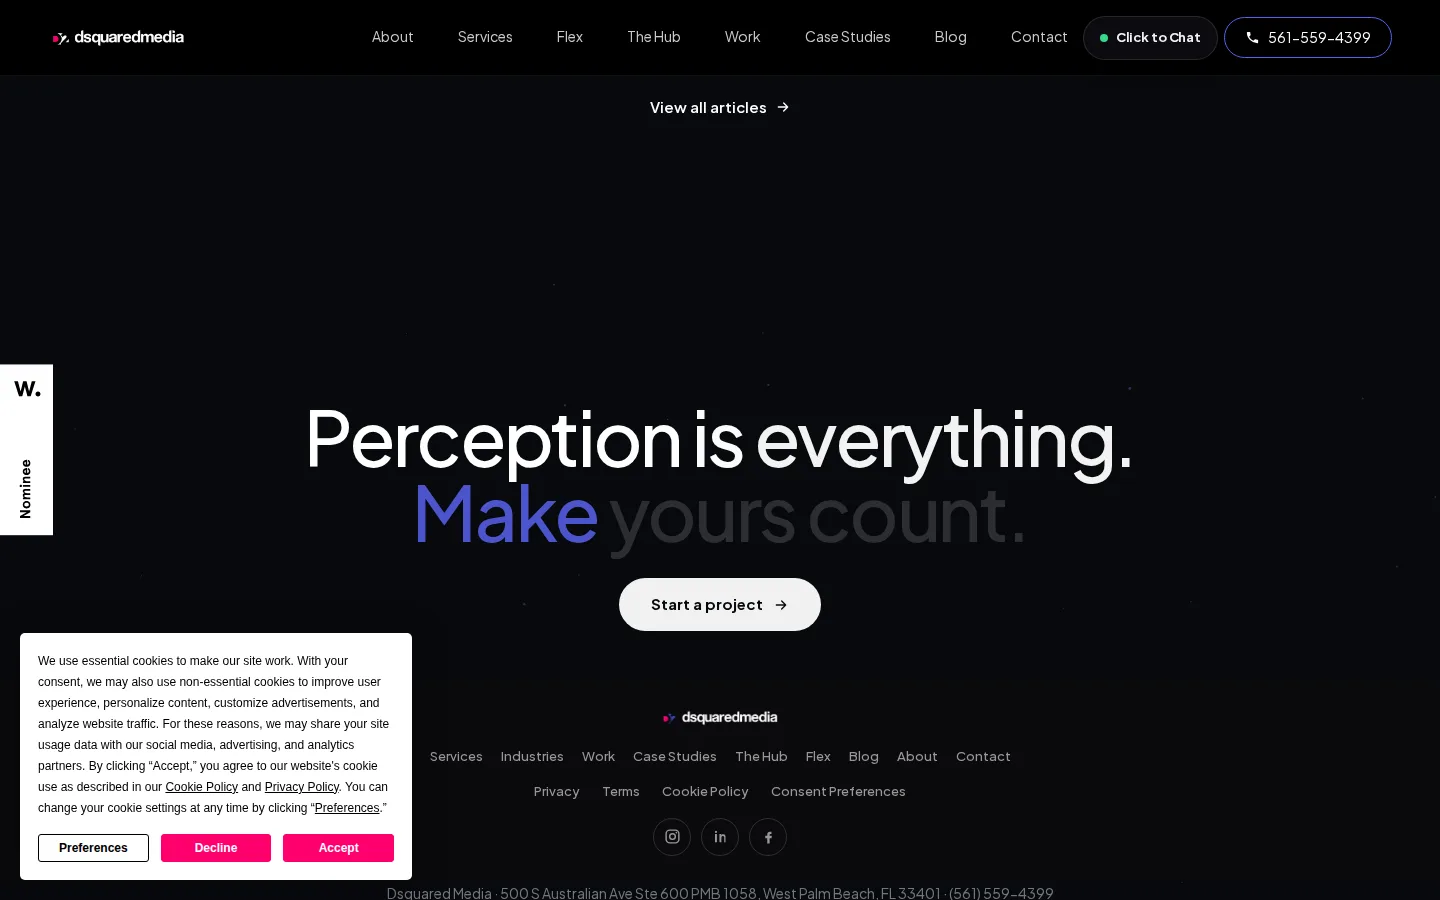 dsquaredmedia
About Services Flex The Hub Work Case Studies Blog Contact Click to Chat 561-559-4399
View all articles
W.
Nominee
Perception is everything.
Make yours count.
Start a project
We use essential cookies to make our site work. With your
consent, we may also use non-essential cookies to improve user
experience, personalize content, customize advertisements, and
analyze website traffic. For these reasons, we may share your site
usage data with our social media, advertising, and analytics
partners. By clicking “Accept,” you agree to our website's cookie
use as described in our Cookie Policy and Privacy Policy. You can
change your cookie settings at any time by clicking “Preferences.”
Preferences Decline Accept
dsquaredmedia
Services Industries Work Case Studies The Hub Flex Blog About Contact
Privacy Terms Cookie Policy Consent Preferences
Dsquared Media · 500 S Australian Ave Ste 600 PMB 1058, West Palm Beach, FL 33401 · (561) 559-4399